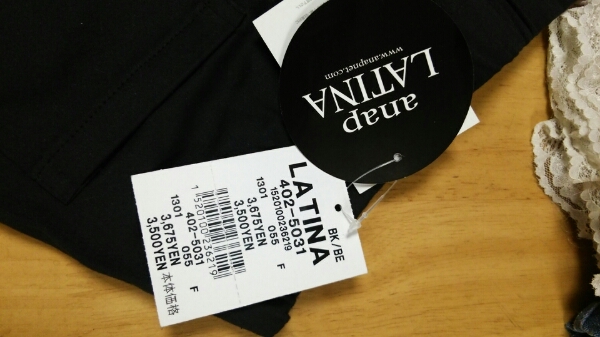 anap
LATINA
www.anapnet.com
LATINA
BK/BE
402-5031
1520100236219
1301 055 F
3,675YEN
3,500YEN
1520100236219
402-5031
1301 055 F
3,675YEN
3,500YEN 本体価格